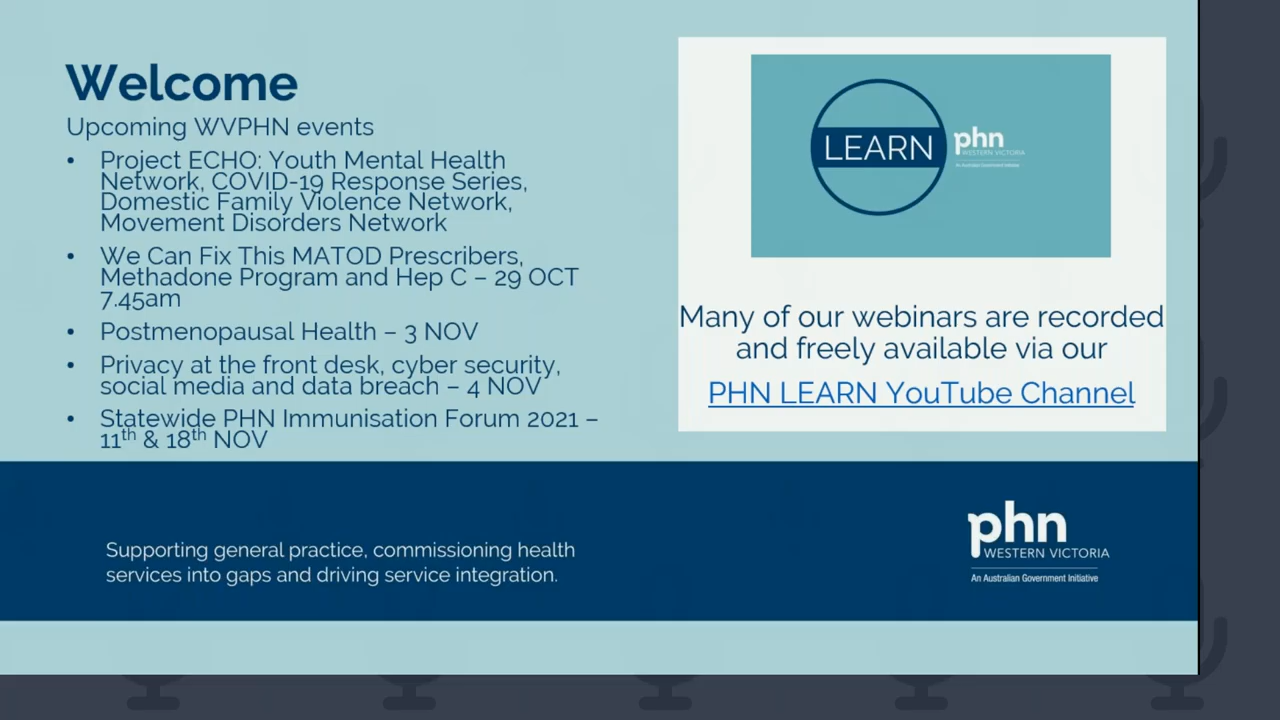 Welcome
Upcoming WVPHN events
• Project ECHO: Youth Mental Health
Network, COVID-19 Response Series,
Domestic Family Violence Network,
Movement Disorders Network
• We Can Fix This MATOD Prescribers,
Methadone Program and Hep C – 29 OCT
7.45am
• Postmenopausal Health – 3 NOV
• Privacy at the front desk, cyber security,
social media and data breach – 4 NOV
• Statewide PHN Immunisation Forum 2021 –
11th & 18th NOV
LEARN
phn
WESTERN VICTORIA
An Australian Government Initiative
Many of our webinars are recorded
and freely available via our
PHN LEARN YouTube Channel
Supporting general practice, commissioning health
services into gaps and driving service integration.
phn
WESTERN VICTORIA
An Australian Government Initiative